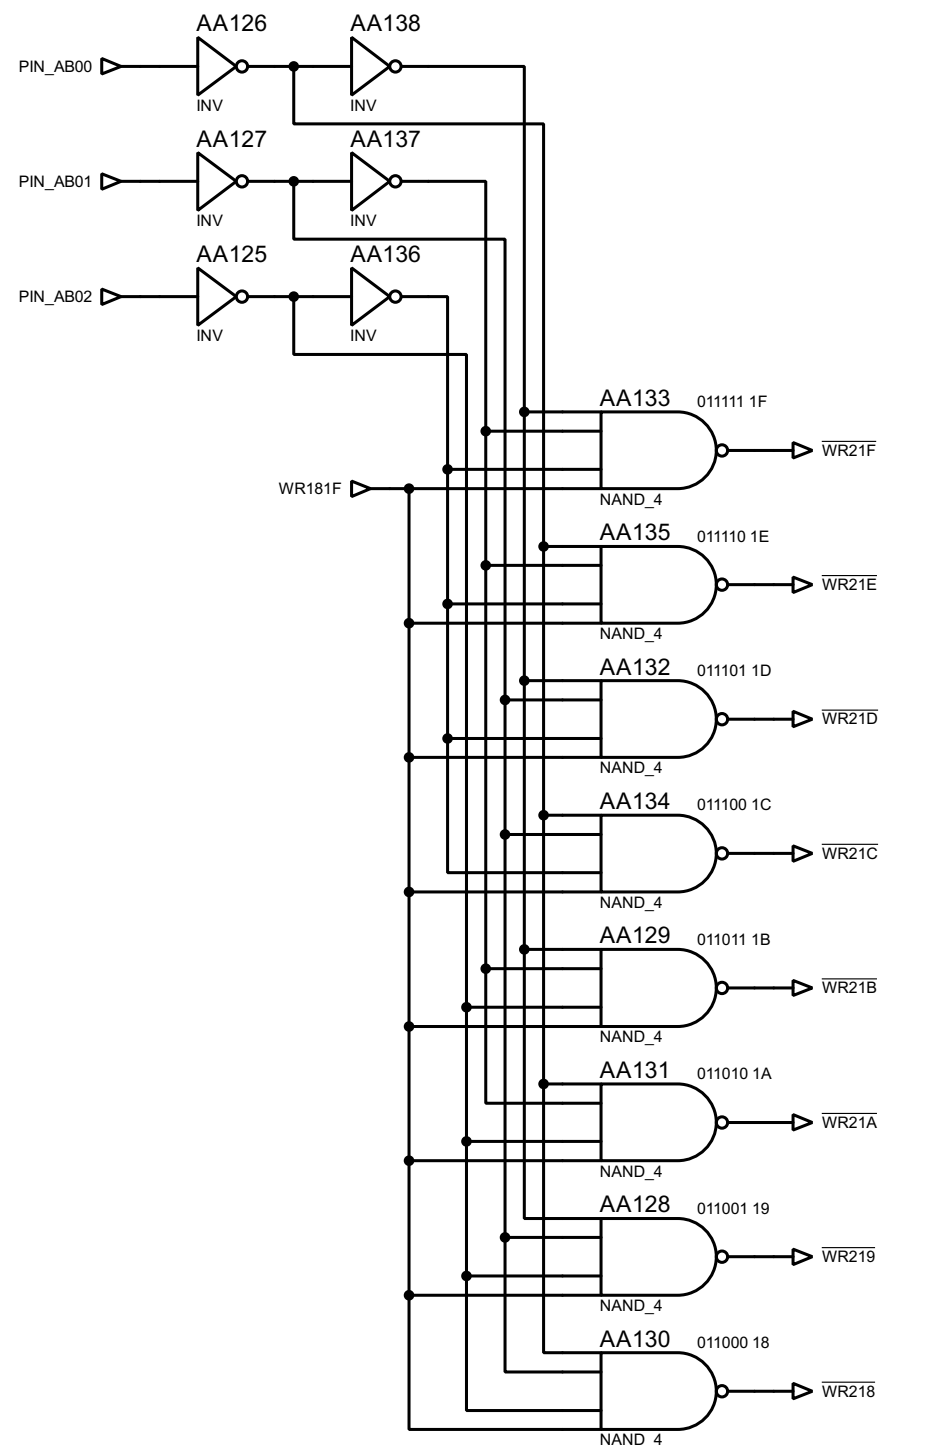 AA126 AA138
PIN_AB00
INV INV
AA127 AA137
PIN_AB01
INV INV
AA125 AA136
PIN_AB02
INV INV
AA133 011111 1F
WR21F
WR181F
NAND_4
AA135 011110 1E
WR21E
NAND_4
AA132 011101 1D
WR21D
NAND_4
AA134 011100 1C
WR21C
NAND_4
AA129 011011 1B
WR21B
NAND_4
AA131 011010 1A
WR21A
NAND_4
AA128 011001 19
WR219
NAND_4
AA130 011000 18
WR218
NAND_4